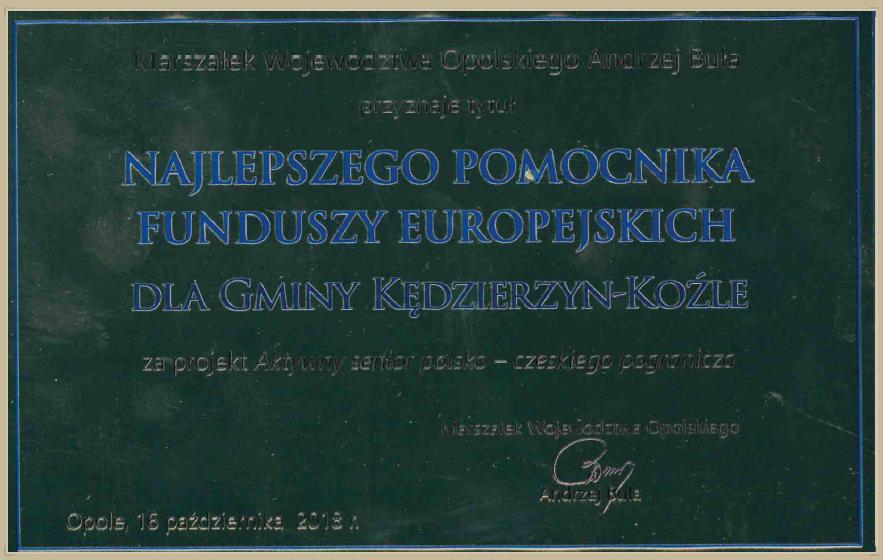 Marszałek Województwa Opolskiego Andrzej Buła
przyznaje tytuł
NAJLEPSZEGO POMOCNIKA
FUNDUSZY EUROPEJSKICH
DLA GMINY KĘDZIERZYN-KOŹLE
za projekt Aktywny senior polsko – czeskiego pogranicza
Marszałek Województwa Opolskiego
Andrzej Buła
Opole, 16 października 2018 r.